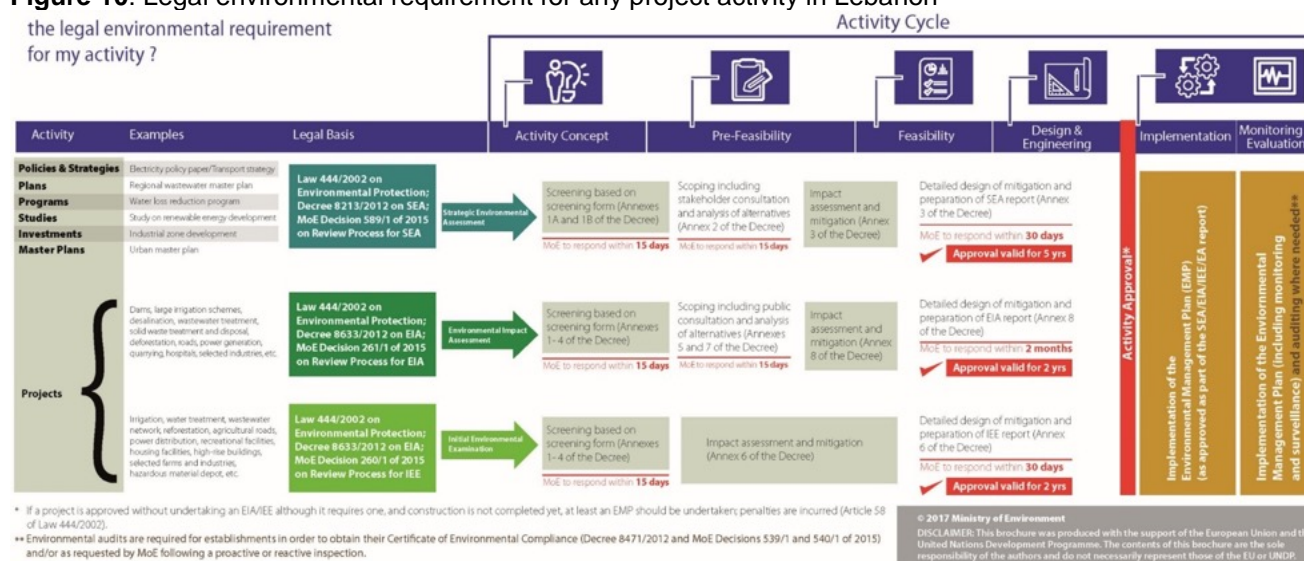 Figure 10: Legal environmental requirement for any project activity in Lebanon
the legal environmental requirement
for my activity ?
Activity Cycle
Activity
Examples
Legal Basis
Activity Concept
Pre-Feasibility
Feasibility
Design &
Engineering
Implementation
Monitoring
Evaluation
Policies & Strategies
Electricity policy paper/Transport strategy
Plans
Regional wastewater master plan
Programs
Water loss reduction program
Studies
Study on renewable energy development
Investments
Industrial zone development
Master Plans
Urban master plan
Law 444/2002 on
Environmental Protection;
Decree 8213/2012 on SEA;
MoE Decision 589/1 of 2015
on Review Process for SEA
Strategic Environmental
Assessment
Screening based on
screening form (Annexes
1A and 1B of the Decree)
MoE to respond within 15 days
Scoping including
stakeholder consultation
and analysis of alternatives
(Annex 2 of the Decree)
MoE to respond within 15 days
Impact
assessment and
mitigation (Annex
3 of the Decree)
Detailed design of mitigation and
preparation of SEA report (Annex
3 of the Decree)
MoE to respond within 30 days
Approval valid for 5 yrs
Projects
Dams, large irrigation schemes,
desalination, wastewater treatment,
solid waste treatment and disposal,
deforestation, roads, power generation,
quarrying, hospitals, selected industries, etc.
Law 444/2002 on
Environmental Protection;
Decree 8633/2012 on EIA;
MoE Decision 261/1 of 2015
on Review Process for EIA
Environmental Impact
Assessment
Screening based on
screening form (Annexes
1-4 of the Decree)
MoE to respond within 15 days
Scoping including public
consultation and analysis
of alternatives (Annexes
5 and 7 of the Decree)
MoE to respond within 15 days
Impact
assessment and
mitigation (Annex
8 of the Decree)
Detailed design of mitigation and
preparation of EIA report (Annex 8
of the Decree)
MoE to respond within 2 months
Approval valid for 2 yrs
Irrigation, water treatment, wastewater
network, reforestation, agricultural roads,
power distribution, recreational facilities,
housing facilities, high-rise buildings,
selected farms and industries,
hazardous material depot, etc.
Law 444/2002 on
Environmental Protection;
Decree 8633/2012 on EIA;
MoE Decision 260/1 of 2015
on Review Process for IEE
Initial Environmental
Examination
Screening based on
screening form (Annexes
1-4 of the Decree)
MoE to respond within 15 days
Impact assessment and mitigation
(Annex 6 of the Decree)
Detailed design of mitigation and
preparation of IEE report (Annex
6 of the Decree)
MoE to respond within 30 days
Approval valid for 2 yrs
Activity Approval*
Implementation of the
Environmental Management Plan (EMP)
(as approved as part of the SEA/EIA/IEE/EA report)
Implementation of the Enviornmental
Management Plan (including monitoring
and surveillance) and auditing where needed**
* If a project is approved without undertaking an EIA/IEE although it requires one, and construction is not completed yet, at least an EMP should be undertaken; penalties are incurred (Article 58
of Law 444/2002).
** Environmental audits are required for establishments in order to obtain their Certificate of Environmental Compliance (Decree 8471/2012 and MoE Decisions 539/1 and 540/1 of 2015)
and/or as requested by MoE following a proactive or reactive inspection.
© 2017 Ministry of Environment
DISCLAIMER: This brochure was produced with the support of the European Union and th
United Nations Development Programme. The contents of this brochure are the sole
responsibility of the authors and do not necessarily represent those of the EU or UNDP.